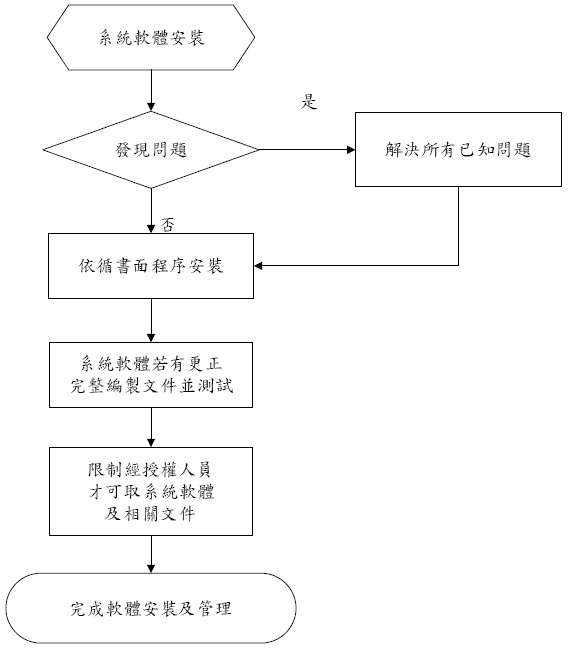 系統軟體安裝
是
發現問題
解決所有已知問題
否
依循書面程序安裝
系統軟體若有更正
完整編製文件並測試
限制經授權人員
才可取系統軟體
及相關文件
完成軟體安裝及管理